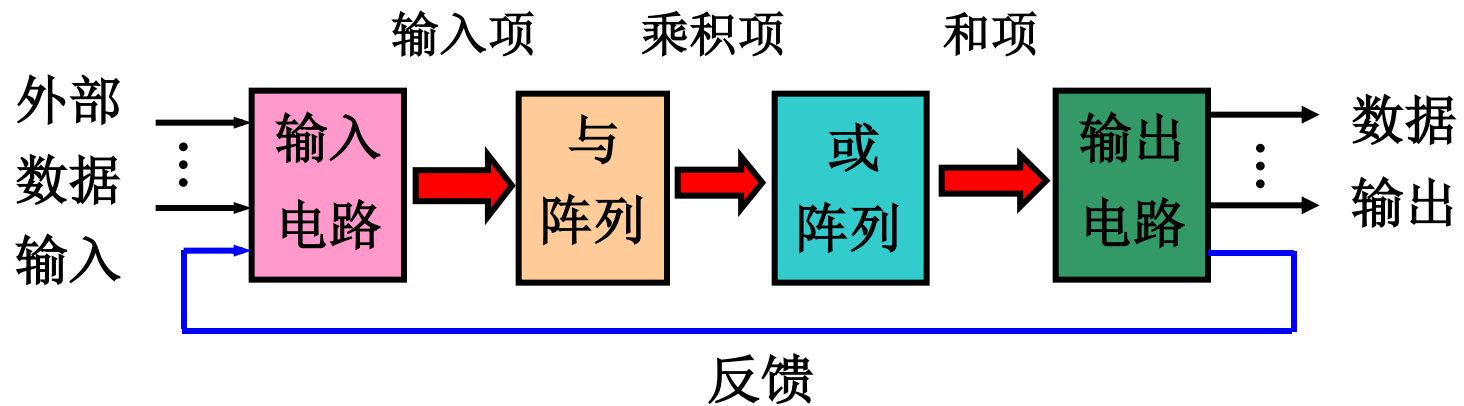 输入项
乘积项
和项
外部
数据
输入
输入
电路
与
阵列
或
阵列
输出
电路
数据
输出
反馈